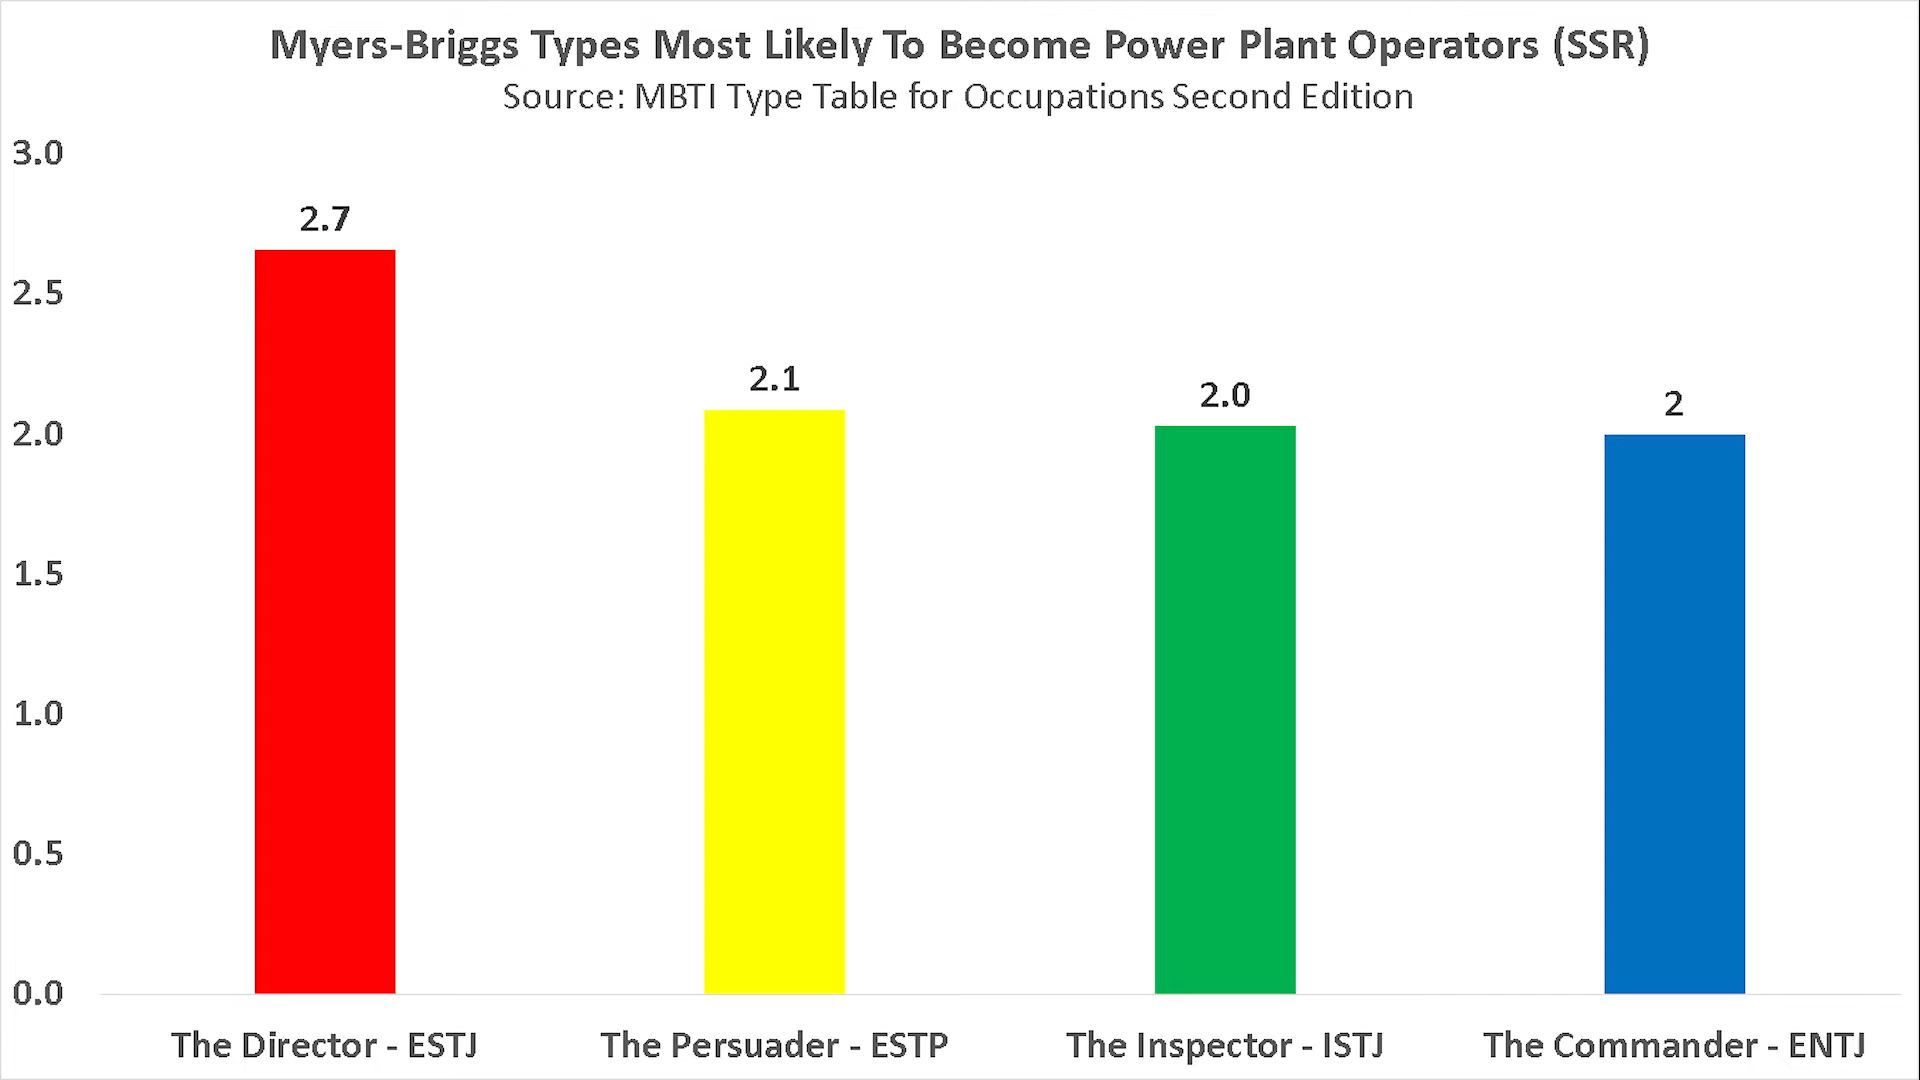 Myers-Briggs Types Most Likely To Become Power Plant Operators (SSR)
Source: MBTI Type Table for Occupations Second Edition
3.0
2.7
2.5
2.1
2.0
2
2.0
1.5
1.0
0.5
0.0
The Director - ESTJ
The Persuader - ESTP
The Inspector - ISTJ
The Commander - ENTJ